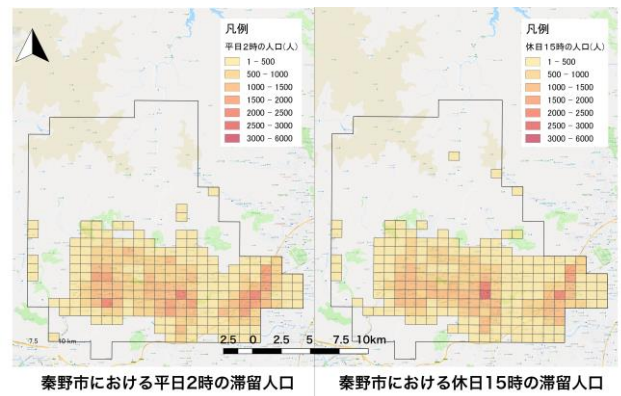 凡例
平日2時の人口(人)
1 - 500
500 - 1000
1000 - 1500
1500 - 2000
2000 - 2500
2500 - 3000
3000 - 6000
凡例
休日15時の人口(人)
1 - 500
500 - 1000
1000 - 1500
1500 - 2000
2000 - 2500
2500 - 3000
3000 - 6000
7.5 10 km
2.5 0 2.5 5 7.5 10km
秦野市における平日2時の滞留人口
秦野市における休日15時の滞留人口